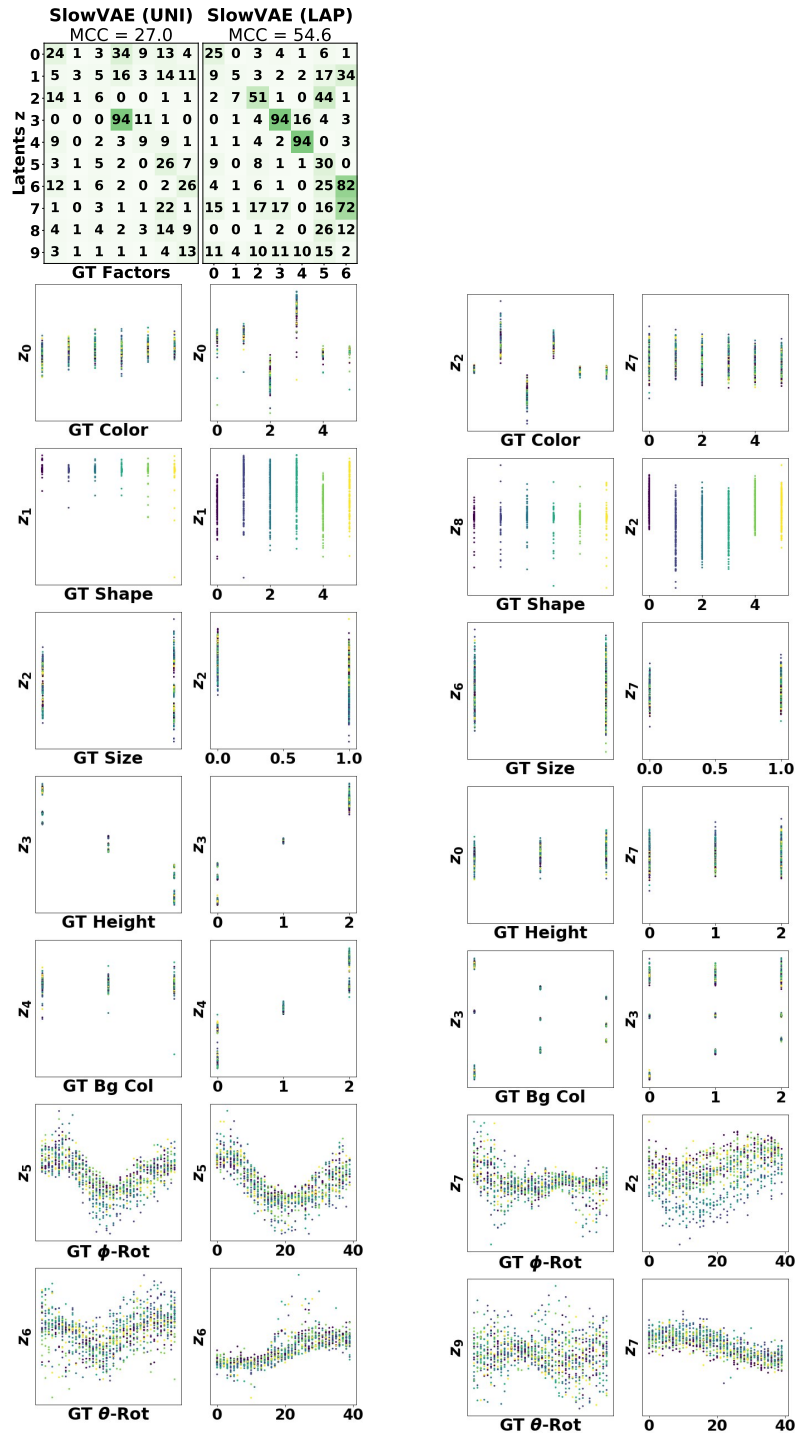 SlowVAE (UNI) SlowVAE (LAP)
MCC = 27.0 MCC = 54.6
Latents z
0 24 1 3 34 9 13 4 25 0 3 4 1 6 1
1 5 3 5 16 3 14 11 9 5 3 2 2 17 34
2 14 1 6 0 0 1 1 2 7 51 1 0 44 1
3 0 0 0 94 11 1 0 0 1 4 94 16 4 3
4 9 0 2 3 9 9 1 1 1 4 2 94 0 3
5 3 1 5 2 0 26 7 9 0 8 1 1 30 0
6 12 1 6 2 0 2 26 4 1 6 1 0 25 82
7 1 0 3 1 1 22 1 15 1 17 17 0 16 72
8 4 1 4 2 3 14 9 0 0 1 2 0 26 12
9 3 1 1 1 1 4 13 11 4 10 11 10 15 2
GT Factors 0 1 2 3 4 5 6
z0 z0
0 2 4
GT Color
z2 z7
0 2 4
GT Color
z1 z1
0 2 4
GT Shape
z8 z2
0 2 4
GT Shape
z2 z2
0.0 0.5 1.0
GT Size
z6 z7
0.0 0.5 1.0
GT Size
z3 z3
0 1 2
GT Height
z0 z7
0 1 2
GT Height
z4 z4
0 1 2
GT Bg Col
z3 z3
0 1 2
GT Bg Col
z5 z5
0 20 40
GT ϕ-Rot
z7 z2
0 20 40
GT ϕ-Rot
z6 z6
0 20 40
GT θ-Rot
z9 z7
0 20 40
GT θ-Rot